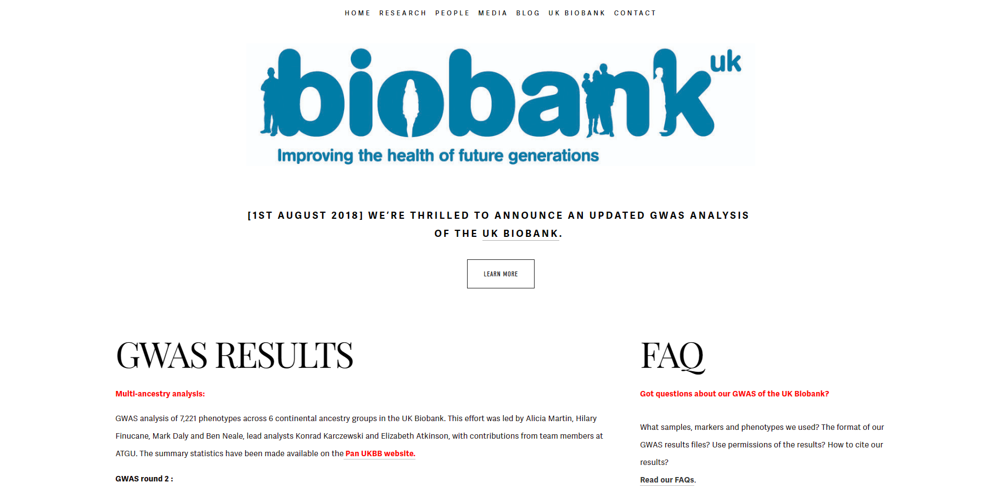 HOME RESEARCH PEOPLE MEDIA BLOG UK BIOBANK CONTACT
biobank uk
Improving the health of future generations
[1ST AUGUST 2018] WE’RE THRILLED TO ANNOUNCE AN UPDATED GWAS ANALYSIS
OF THE UK BIOBANK.
LEARN MORE
GWAS RESULTS
Multi-ancestry analysis:
GWAS analysis of 7,221 phenotypes across 6 continental ancestry groups in the UK Biobank. This effort was led by Alicia Martin, Hilary
Finucane, Mark Daly and Ben Neale, lead analysts Konrad Karczewski and Elizabeth Atkinson, with contributions from team members at
ATGU. The summary statistics have been made available on the Pan UKBB website.
GWAS round 2 :
FAQ
Got questions about our GWAS of the UK Biobank?
What samples, markers and phenotypes we used? The format of our
GWAS results files? Use permissions of the results? How to cite our
results?
Read our FAQs.